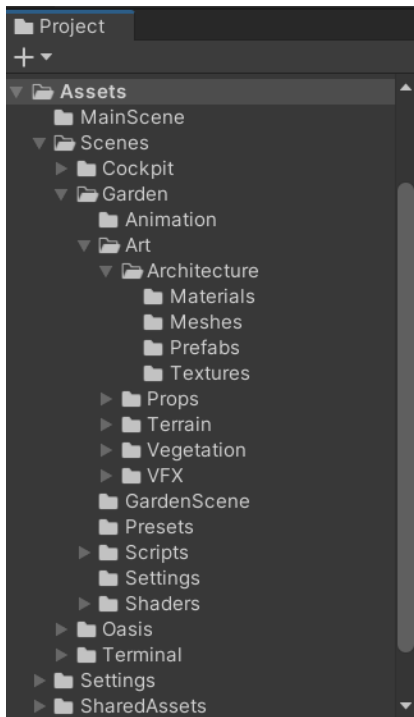 Project
Assets
MainScene
Scenes
Cockpit
Garden
Animation
Art
Architecture
Materials
Meshes
Prefabs
Textures
Props
Terrain
Vegetation
VFX
GardenScene
Presets
Scripts
Settings
Shaders
Oasis
Terminal
Settings
SharedAssets